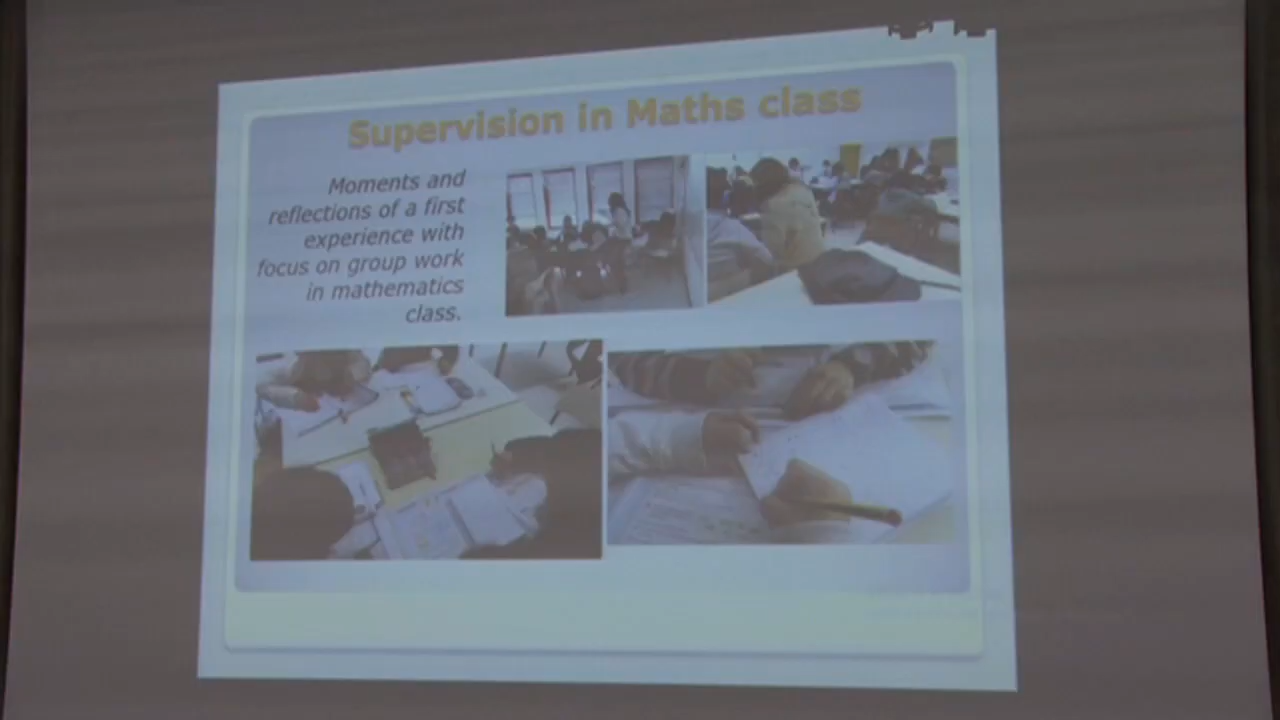 Supervision in Maths class
Moments and
reflections of a first
experience with
focus on group work
in mathematics
class.